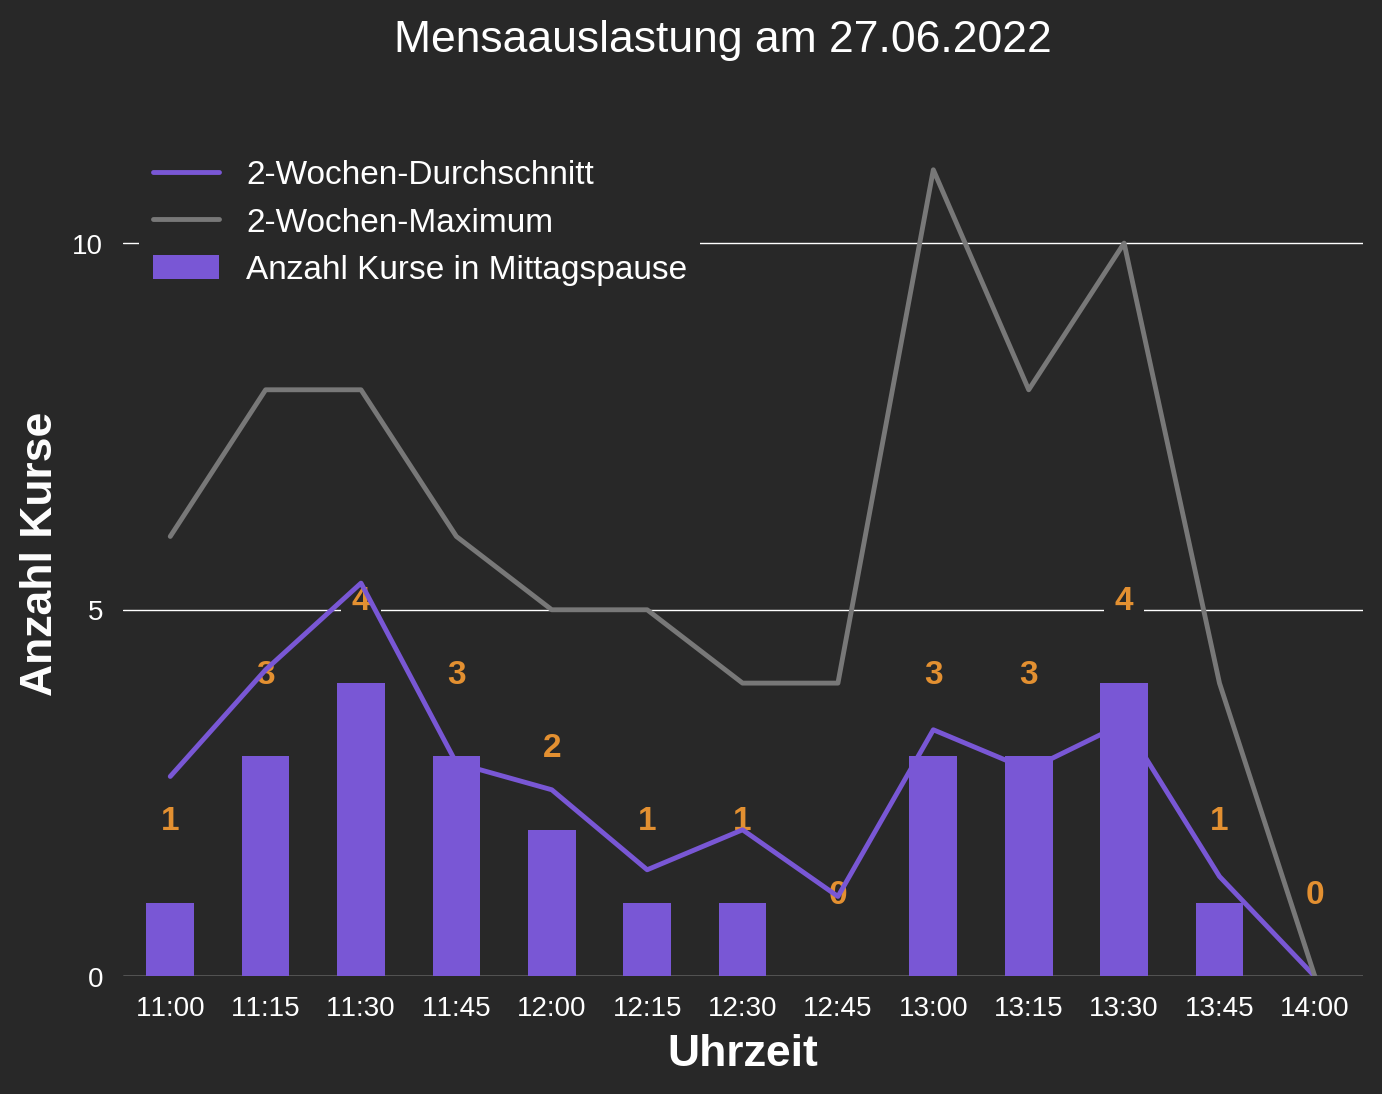 Mensaauslastung am 27.06.2022
2-Wochen-Durchschnitt
2-Wochen-Maximum
Anzahl Kurse in Mittagspause
Anzahl Kurse
10
5
0
1
3
4
3
2
1
1
0
3
3
4
1
0
11:00 11:15 11:30 11:45 12:00 12:15 12:30 12:45 13:00 13:15 13:30 13:45 14:00
Uhrzeit